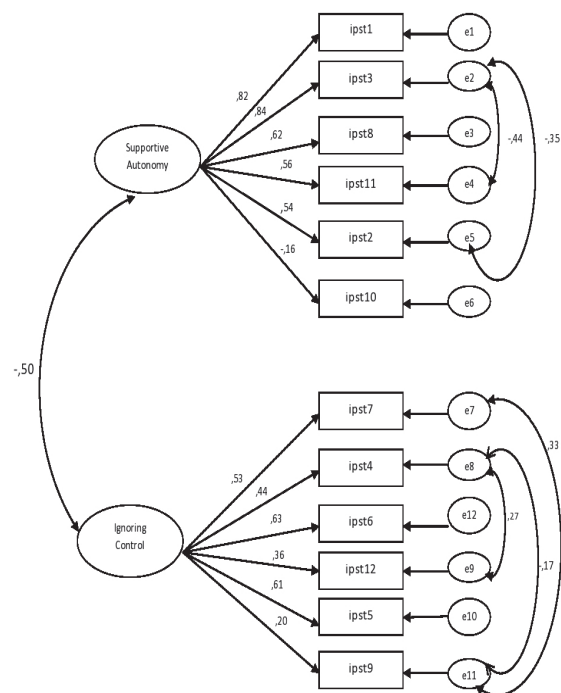 ipst1
e1
,82
ipst3
e2
,84
Supportive
Autonomy
,62
ipst8
e3
-,44
-,35
,56
ipst11
e4
,54
ipst2
e5
-,16
ipst10
e6
-,50
ipst7
e7
,53
,33
ipst4
e8
,44
Ignoring
Control
,63
ipst6
e12
,27
,36
ipst12
e9
-,17
,61
ipst5
e10
,20
ipst9
e11